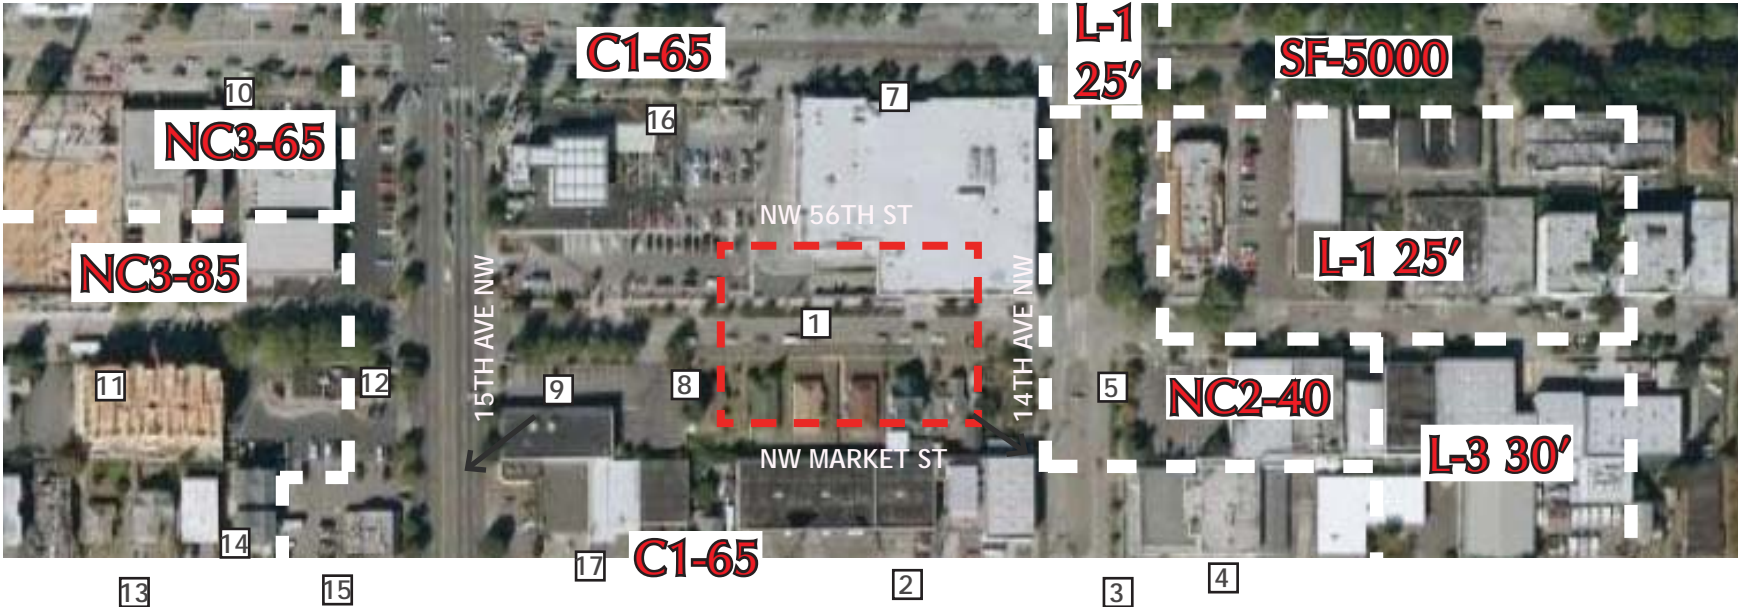 L-1
25′
C1-65
SF-5000
10
7
16
NC3-65
NW 56TH ST
L-1 25′
NC3-85
15TH AVE NW
14TH AVE NW
1
11
12
9
8
5
NC2-40
NW MARKET ST
L-3 30′
14
C1-65
17
13
15
2
3
4